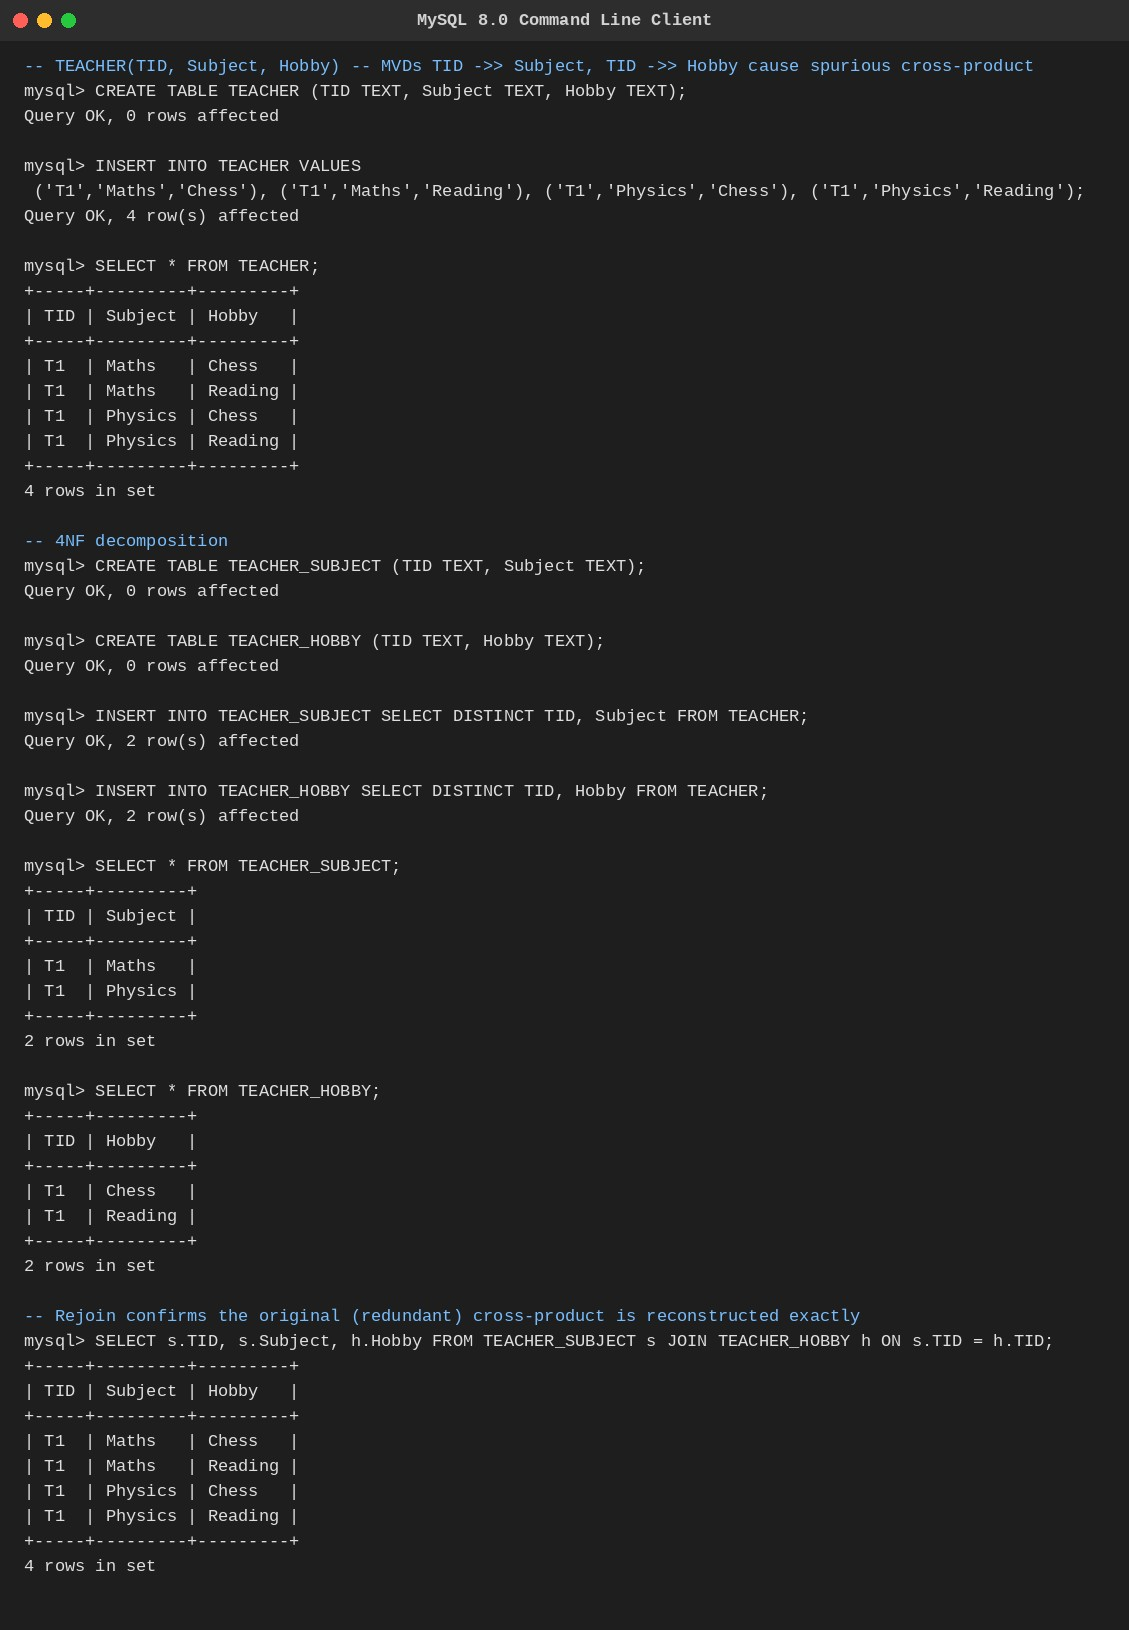 MySQL 8.0 Command Line Client
-- TEACHER(TID, Subject, Hobby) -- MVDs TID ->> Subject, TID ->> Hobby cause spurious cross-product
mysql> CREATE TABLE TEACHER (TID TEXT, Subject TEXT, Hobby TEXT);
Query OK, 0 rows affected
mysql> INSERT INTO TEACHER VALUES
 ('T1','Maths','Chess'), ('T1','Maths','Reading'), ('T1','Physics','Chess'), ('T1','Physics','Reading');
Query OK, 4 row(s) affected
mysql> SELECT * FROM TEACHER;
+-----+---------+---------+
| TID | Subject | Hobby   |
+-----+---------+---------+
| T1  | Maths   | Chess   |
| T1  | Maths   | Reading |
| T1  | Physics | Chess   |
| T1  | Physics | Reading |
+-----+---------+---------+
4 rows in set
-- 4NF decomposition
mysql> CREATE TABLE TEACHER_SUBJECT (TID TEXT, Subject TEXT);
Query OK, 0 rows affected
mysql> CREATE TABLE TEACHER_HOBBY (TID TEXT, Hobby TEXT);
Query OK, 0 rows affected
mysql> INSERT INTO TEACHER_SUBJECT SELECT DISTINCT TID, Subject FROM TEACHER;
Query OK, 2 row(s) affected
mysql> INSERT INTO TEACHER_HOBBY SELECT DISTINCT TID, Hobby FROM TEACHER;
Query OK, 2 row(s) affected
mysql> SELECT * FROM TEACHER_SUBJECT;
+-----+---------+
| TID | Subject |
+-----+---------+
| T1  | Maths   |
| T1  | Physics |
+-----+---------+
2 rows in set
mysql> SELECT * FROM TEACHER_HOBBY;
+-----+---------+
| TID | Hobby   |
+-----+---------+
| T1  | Chess   |
| T1  | Reading |
+-----+---------+
2 rows in set
-- Rejoin confirms the original (redundant) cross-product is reconstructed exactly
mysql> SELECT s.TID, s.Subject, h.Hobby FROM TEACHER_SUBJECT s JOIN TEACHER_HOBBY h ON s.TID = h.TID;
+-----+---------+---------+
| TID | Subject | Hobby   |
+-----+---------+---------+
| T1  | Maths   | Chess   |
| T1  | Maths   | Reading |
| T1  | Physics | Chess   |
| T1  | Physics | Reading |
+-----+---------+---------+
4 rows in set